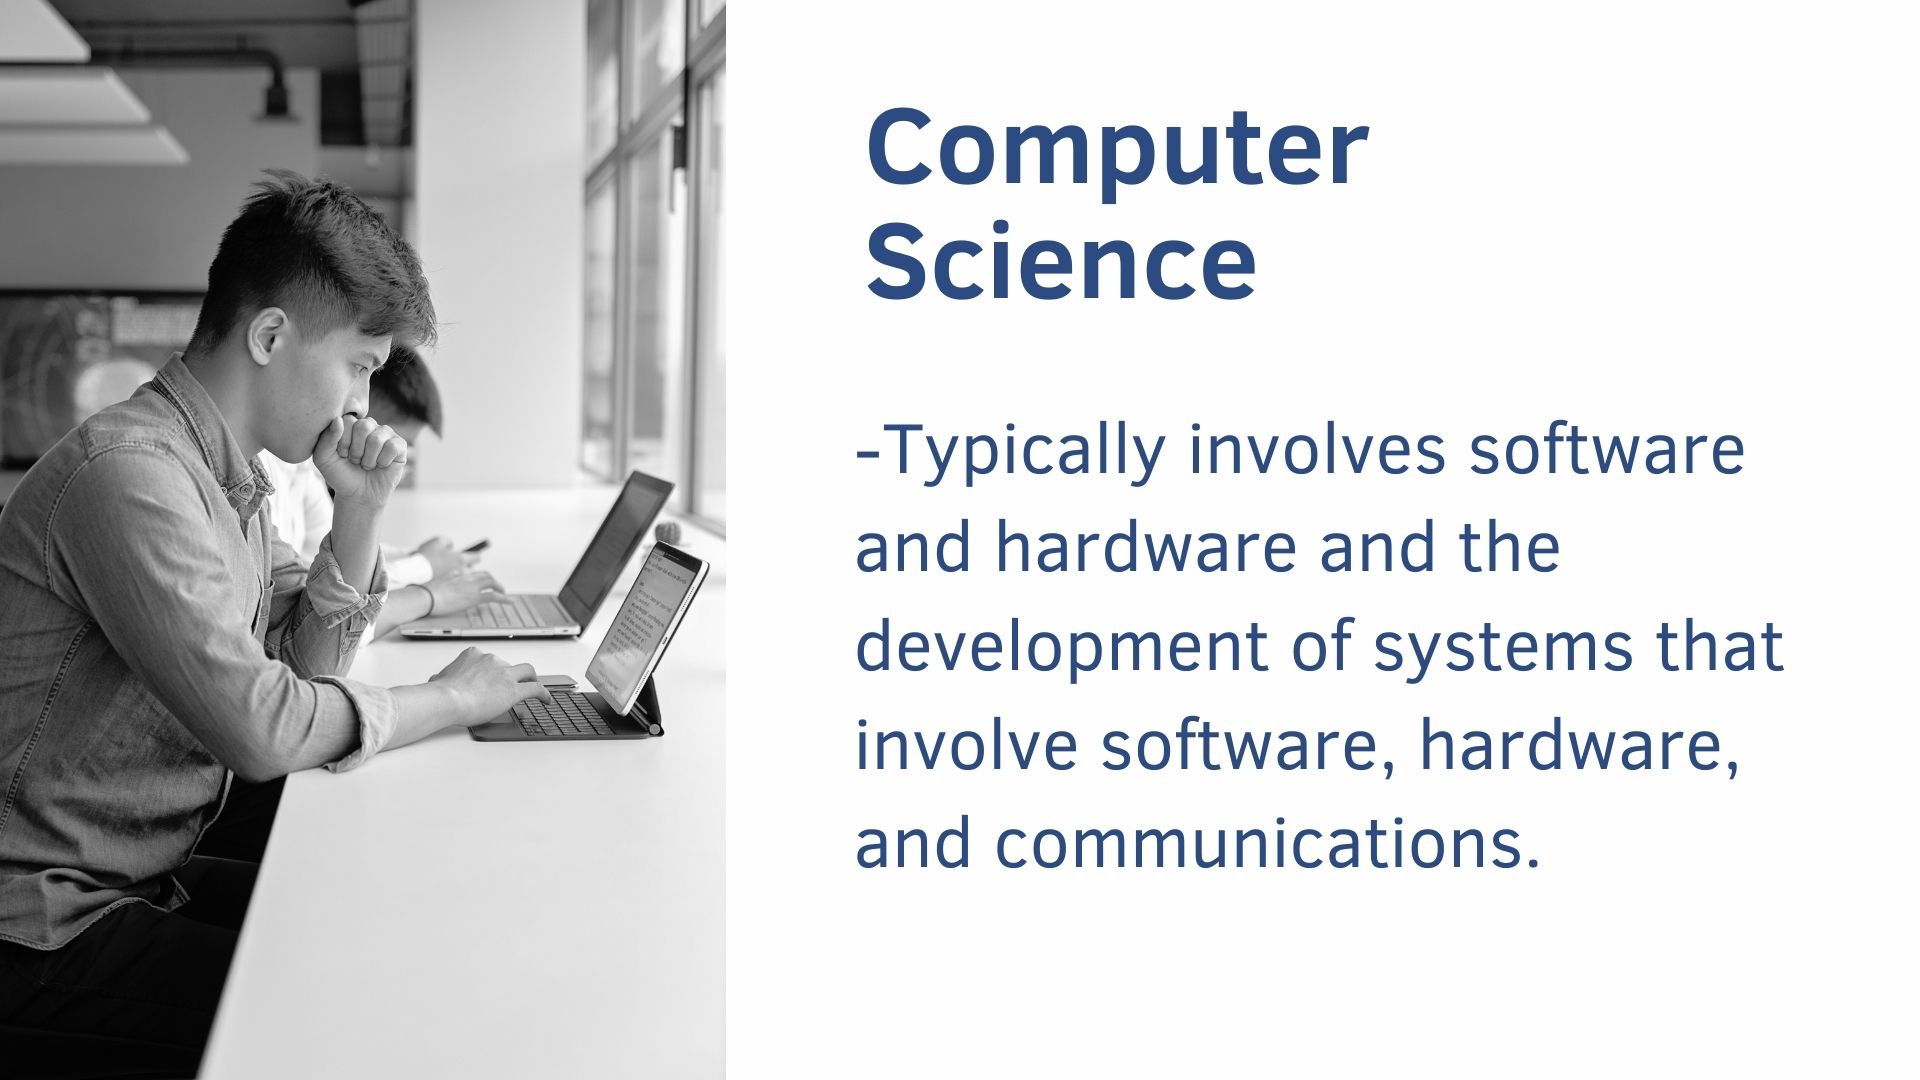 Computer
Science
-Typically involves software
and hardware and the
development of systems that
involve software, hardware,
and communications.